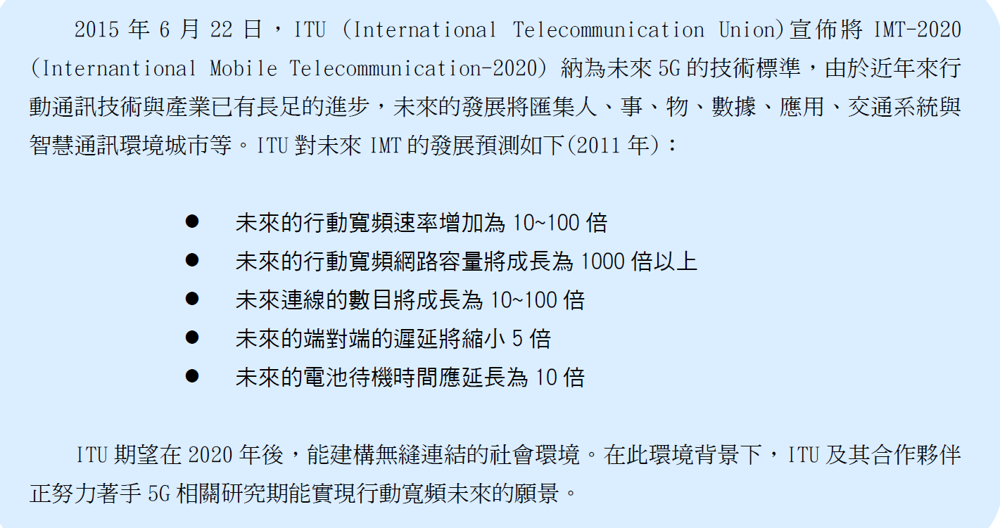 2015 年 6 月 22 日，ITU (International Telecommunication Union)宣佈將 IMT-2020
(Internantional Mobile Telecommunication-2020) 納為未來 5G 的技術標準，由於近年來行
動通訊技術與產業已有長足的進步，未來的發展將匯集人、事、物、數據、應用、交通系統與
智慧通訊環境城市等。ITU 對未來 IMT 的發展預測如下(2011 年)：
● 未來的行動寬頻速率增加為 10~100 倍
● 未來的行動寬頻網路容量將成長為 1000 倍以上
● 未來連線的數目將成長為 10~100 倍
● 未來的端對端的遲延將縮小 5 倍
● 未來的電池待機時間應延長為 10 倍
ITU 期望在 2020 年後，能建構無縫連結的社會環境。在此環境背景下，ITU 及其合作夥伴
正努力著手 5G 相關研究期能實現行動寬頻未來的願景。